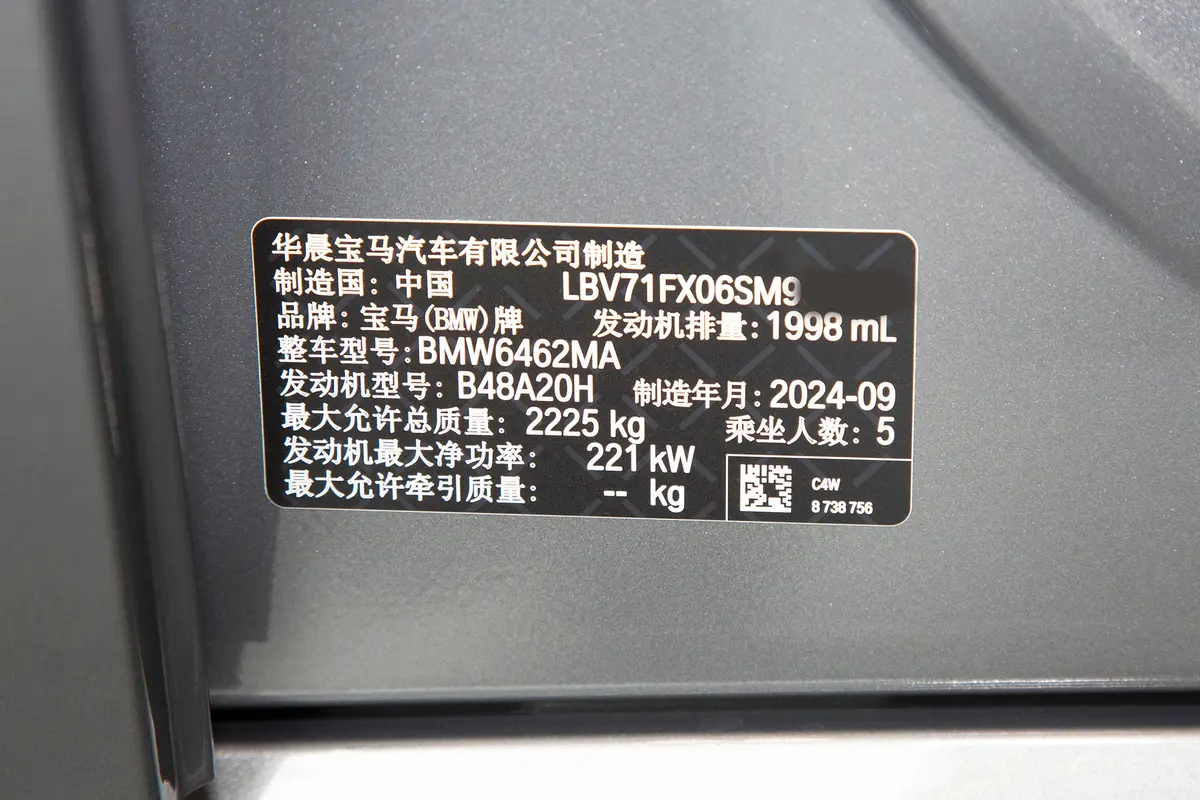 华晨宝马汽车有限公司制造
制造国：中国 LBV71FX06SM9
品牌：宝马(BMW)牌 发动机排量：1998 mL
整车型号：BMW6462MA
发动机型号：B48A20H 制造年月：2024-09
最大允许总质量：2225 kg 乘坐人数：5
发动机最大净功率：221 kW
最大允许牵引质量：-- kg
C4W
8 738 756